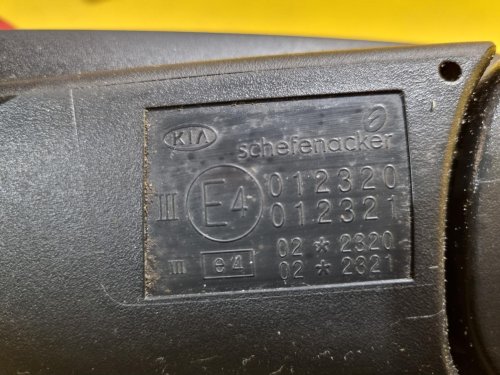 KIA
schefenacker
III E4 012320
012321
III e4 02 * 2320
02 * 2321